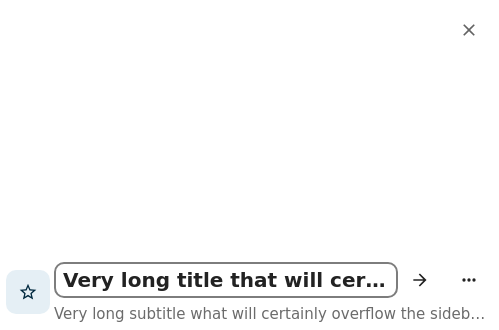 Very long title that will cer...
Very long subtitle what will certainly overflow the sideb...